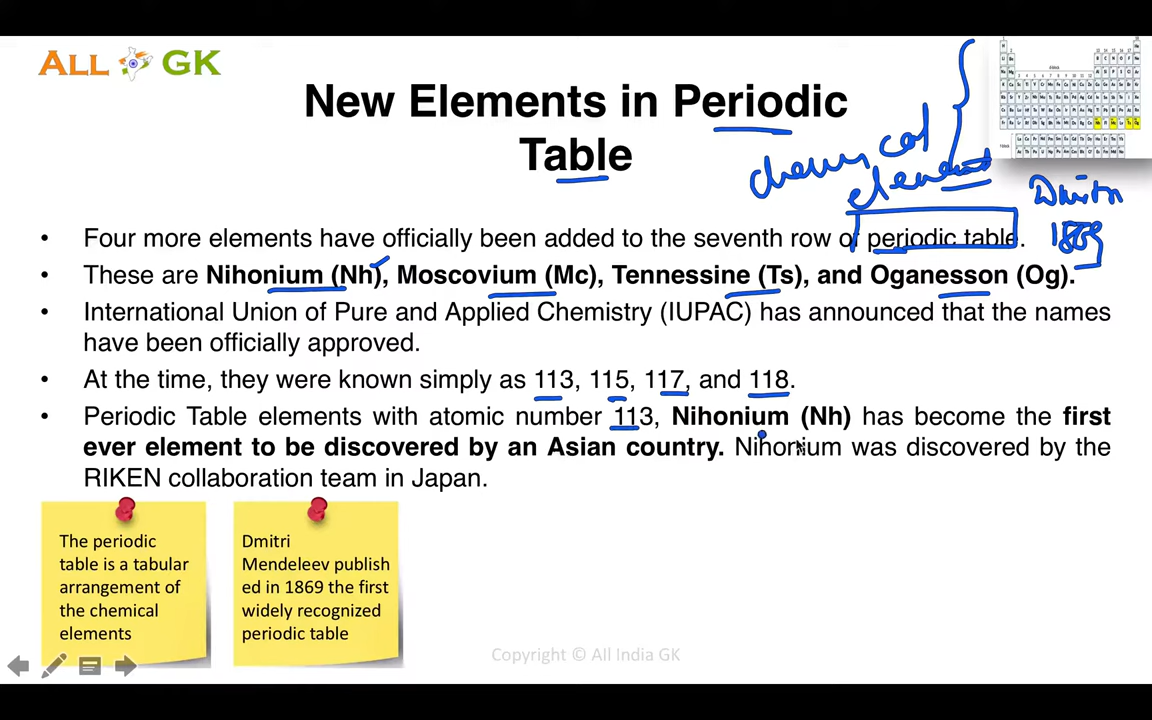 ALL GK
New Elements in Periodic
Table
chemical
element
Dmitri
1869
• Four more elements have officially been added to the seventh row of periodic table.
• These are Nihonium (Nh), Moscovium (Mc), Tennessine (Ts), and Oganesson (Og).
• International Union of Pure and Applied Chemistry (IUPAC) has announced that the names
have been officially approved.
• At the time, they were known simply as 113, 115, 117, and 118.
• Periodic Table elements with atomic number 113, Nihonium (Nh) has become the first
ever element to be discovered by an Asian country. Nihonium was discovered by the
RIKEN collaboration team in Japan.
The periodic
table is a tabular
arrangement of
the chemical
elements
Dmitri
Mendeleev publish
ed in 1869 the first
widely recognized
periodic table
Copyright © All India GK